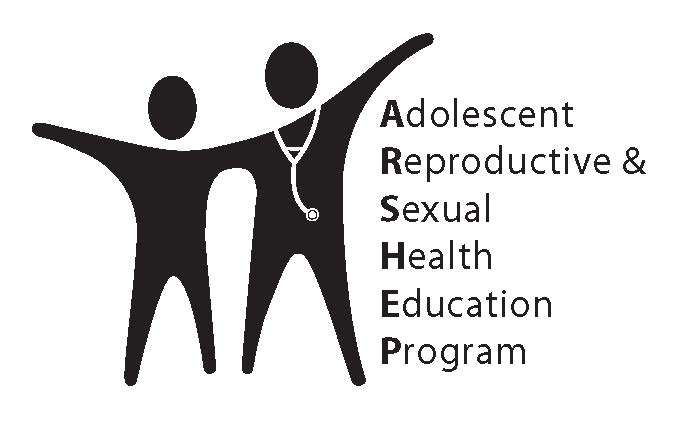 Adolescent
Reproductive &
Sexual
Health
Education
Program